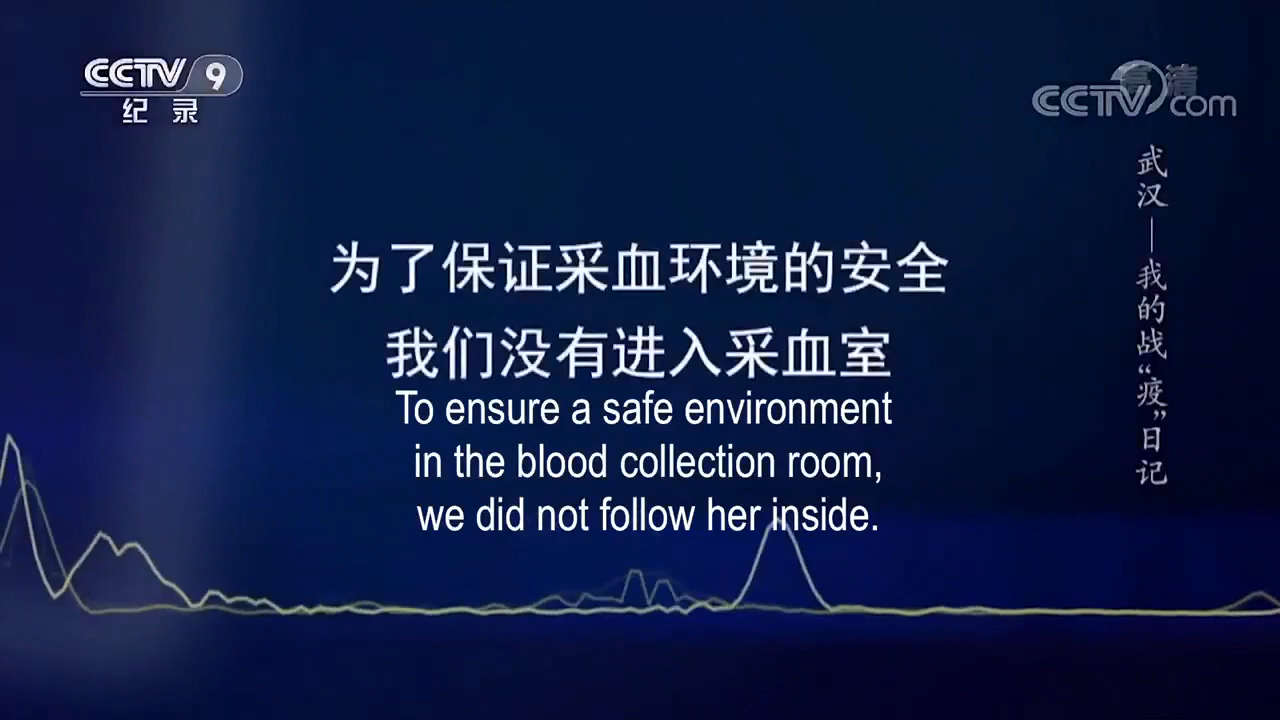 CCTV 9
纪录
高清
CCTV.com
武汉—我的战“疫”日记
为了保证采血环境的安全
我们没有进入采血室
To ensure a safe environment
in the blood collection room,
we did not follow her inside.